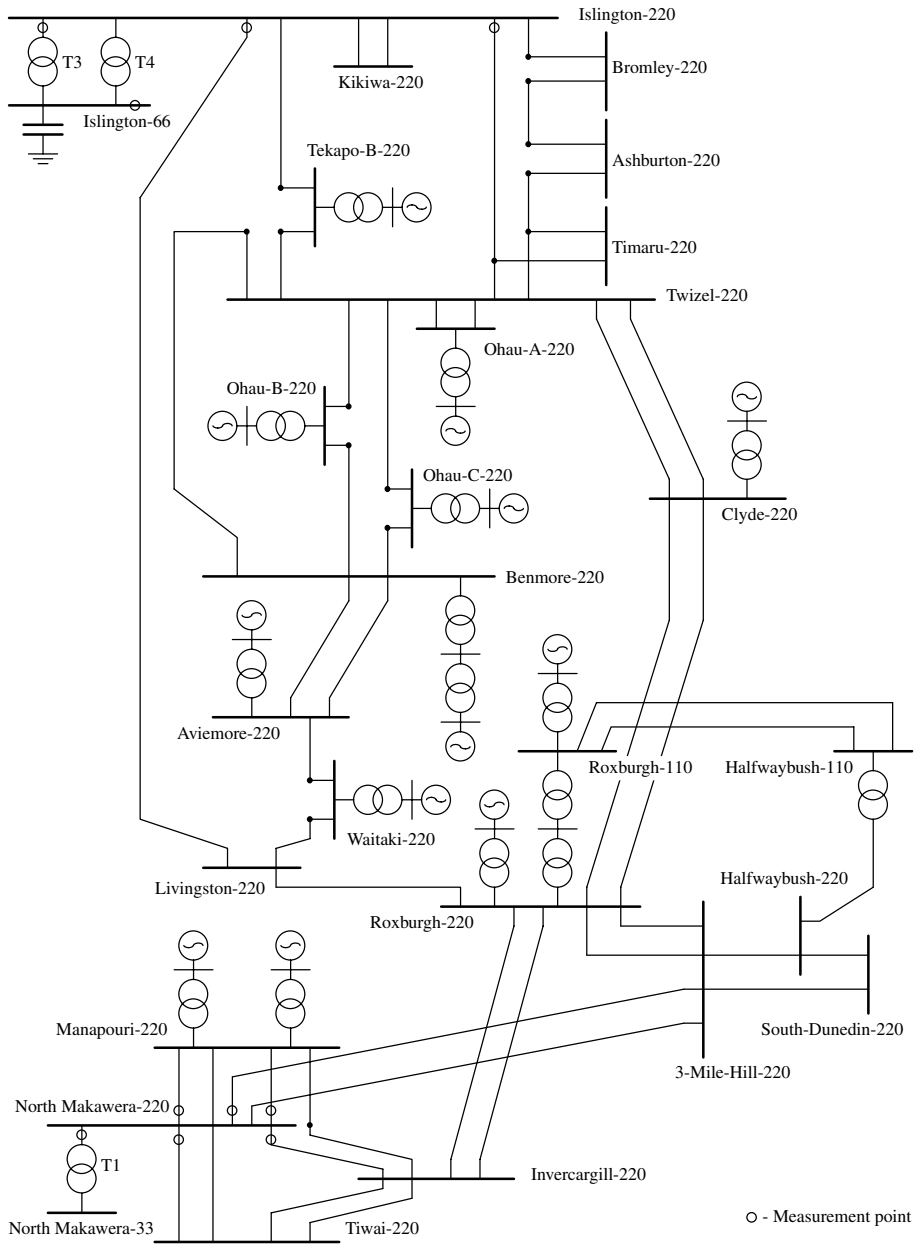 Islington-220
T3
T4
Bromley-220
Kikiwa-220
Islington-66
Tekapo-B-220
Ashburton-220
Timaru-220
Twizel-220
Ohau-A-220
Ohau-B-220
Ohau-C-220
Clyde-220
Benmore-220
Aviemore-220
Roxburgh-110
Halfwaybush-110
Waitaki-220
Livingston-220
Halfwaybush-220
Roxburgh-220
Manapouri-220
South-Dunedin-220
3-Mile-Hill-220
North Makawera-220
T1
Invercargill-220
North Makawera-33
Tiwai-220
- Measurement point